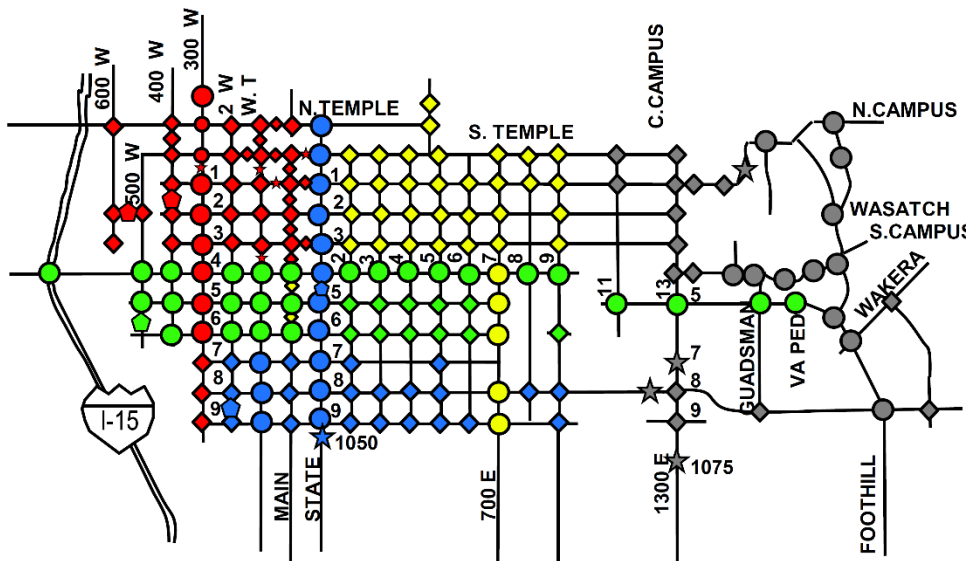 600 W
400 W
300 W
2 W
W. T
500 W
N.TEMPLE
S. TEMPLE
C.CAMPUS
N.CAMPUS
WASATCH
S.CAMPUS
WAKERA
1
2
3
4
5
6
7
8
9
1
2
3
5
6
7
8
9
2
3
4
5
6
7
8
9
11
13
5
7
8
9
GUADSMAN
VA PED
I-15
1050
1075
MAIN
STATE
700 E
1300 E
FOOTHILL